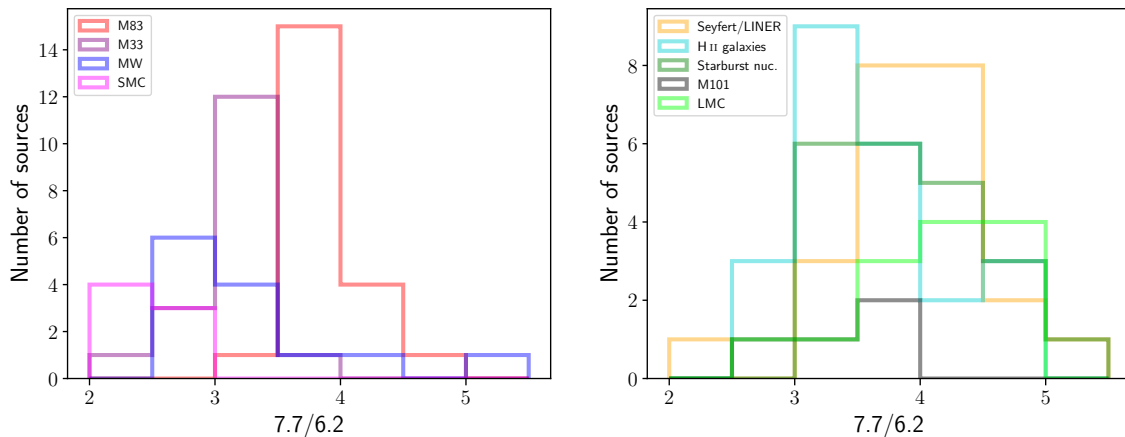 M83
M33
MW
SMC
Number of sources
14
12
10
8
6
4
2
0
2 3 4 5
7.7/6.2
Seyfert/LINER
H II galaxies
Starburst nuc.
M101
LMC
Number of sources
8
6
4
2
0
2 3 4 5
7.7/6.2